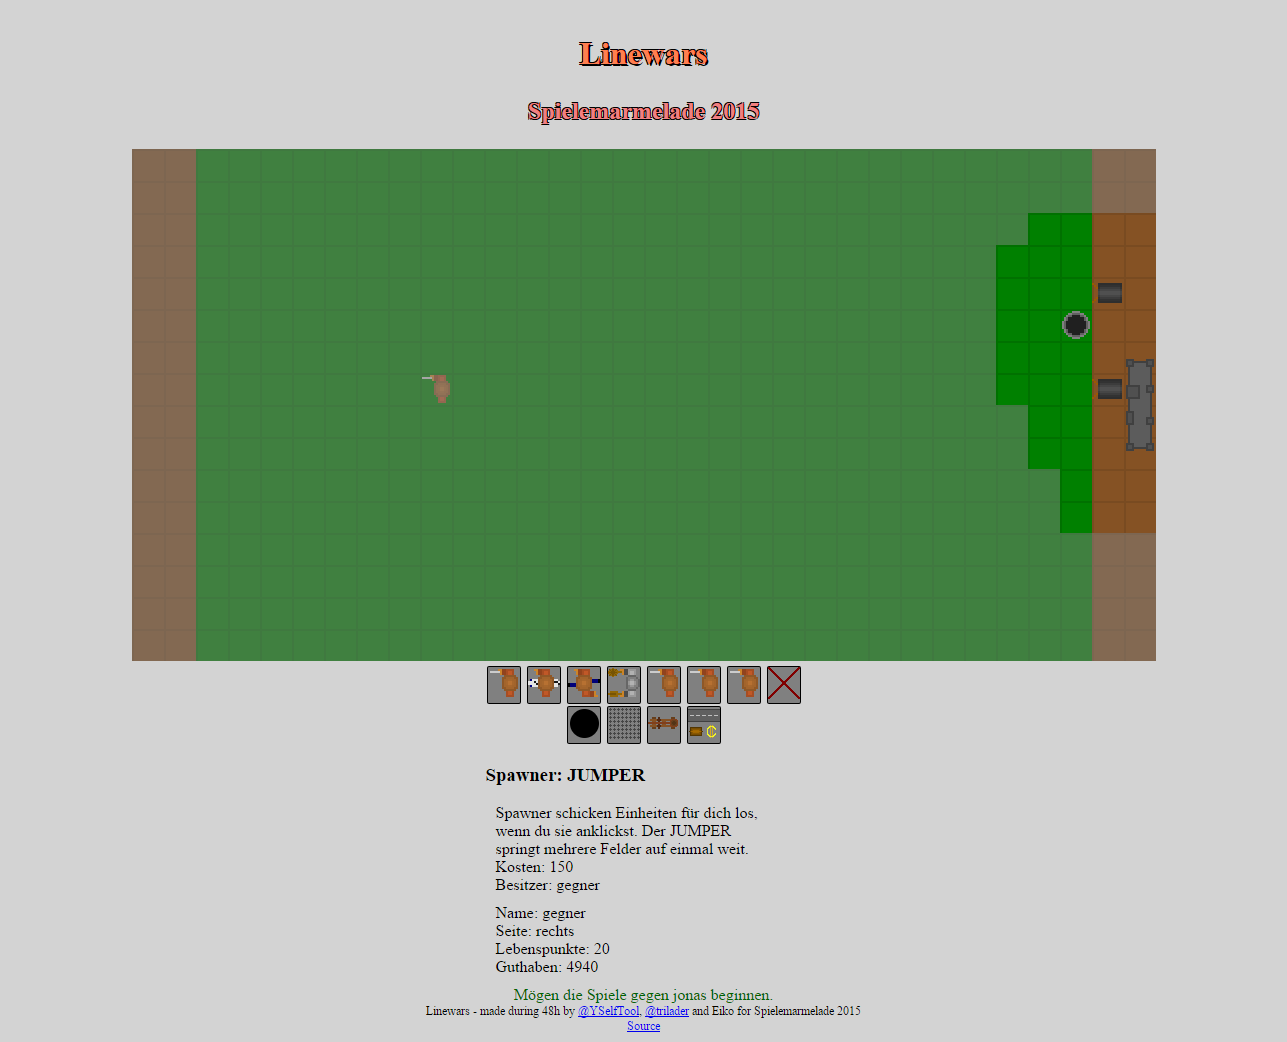 Linewars
Spielemarmelade 2015
Spawner: JUMPER
Spawner schicken Einheiten für dich los,
wenn du sie anklickst. Der JUMPER
springt mehrere Felder auf einmal weit.
Kosten: 150
Besitzer: gegner
Name: gegner
Seite: rechts
Lebenspunkte: 20
Guthaben: 4940
Mögen die Spiele gegen jonas beginnen.
Linewars - made during 48h by @YSelfTool, @trilader and Eiko for Spielemarmelade 2015
Source